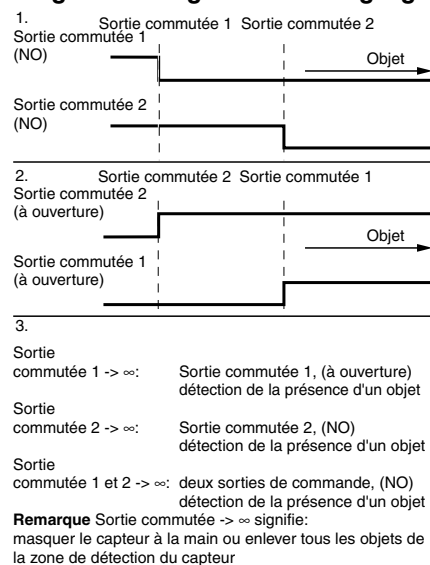 1.
Sortie commutée 1 Sortie commutée 2
Sortie commutée 1
(NO)
Objet
Sortie commutée 2
(NO)
2.
Sortie commutée 2 Sortie commutée 1
Sortie commutée 2
(à ouverture)
Objet
Sortie commutée 1
(à ouverture)
3.
Sortie
commutée 1 -> ∞: Sortie commutée 1, (à ouverture)
détection de la présence d'un objet
Sortie
commutée 2 -> ∞: Sortie commutée 2, (NO)
détection de la présence d'un objet
Sortie
commutée 1 et 2 -> ∞: deux sorties de commande, (NO)
détection de la présence d'un objet
Remarque Sortie commutée -> ∞ signifie:
masquer le capteur à la main ou enlever tous les objets de
la zone de détection du capteur